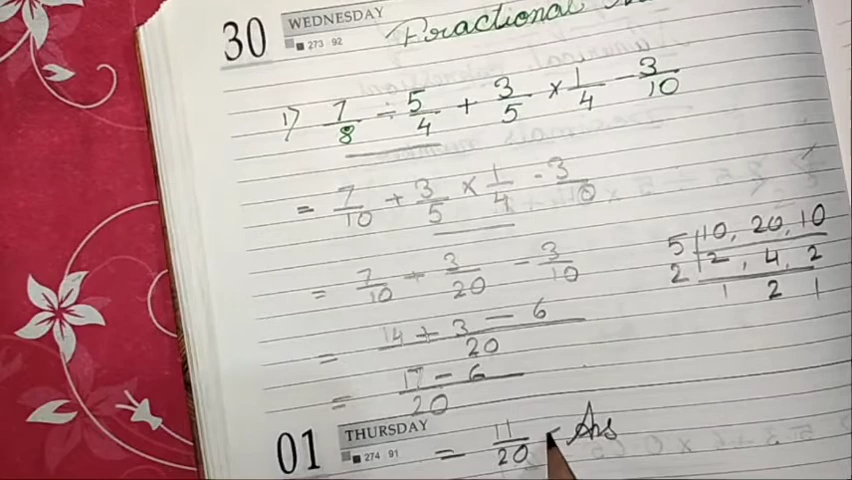 30 WEDNESDAY
273 92
Fractional
1) 7/8 ÷ 5/4 + 3/5 × 1/4 - 3/10
= 7/10 + 3/5 × 1/4 - 3/10
= 7/10 + 3/20 - 3/10
= 14 + 3 - 6 / 20
= 17 - 6 / 20
5 | 10, 20, 10
2 | 2, 4, 2
1 2 1
01 THURSDAY
274 91
= 11/20 - Ans